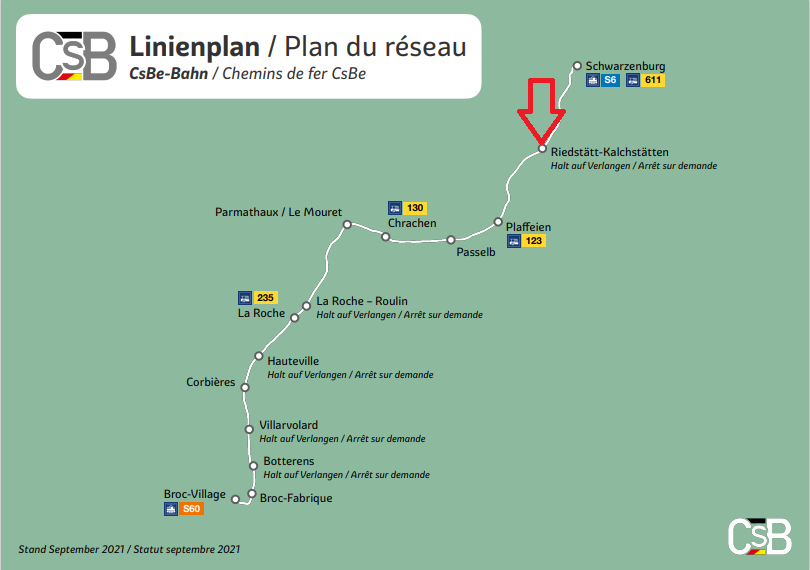 CsB
Linienplan / Plan du réseau
CsBe-Bahn / Chemins de fer CsBe
Schwarzenburg
S6 611
Riedstätt-Kalchstätten
Halt auf Verlangen / Arrêt sur demande
130
Parmathaux / Le Mouret
Chrachen
Plaffeien
123
Passelb
235
La Roche – Roulin
La Roche
Halt auf Verlangen / Arrêt sur demande
Hauteville
Halt auf Verlangen / Arrêt sur demande
Corbières
Villarvolard
Halt auf Verlangen / Arrêt sur demande
Botterens
Halt auf Verlangen / Arrêt sur demande
Broc-Village
S60
Broc-Fabrique
Stand September 2021 / Statut septembre 2021
CsB